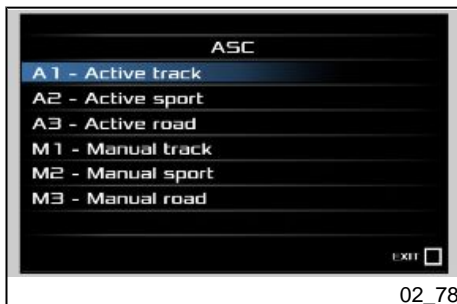 ASC
A1 - Active track
A2 - Active sport
A3 - Active road
M1 - Manual track
M2 - Manual sport
M3 - Manual road
EXIT
02_78